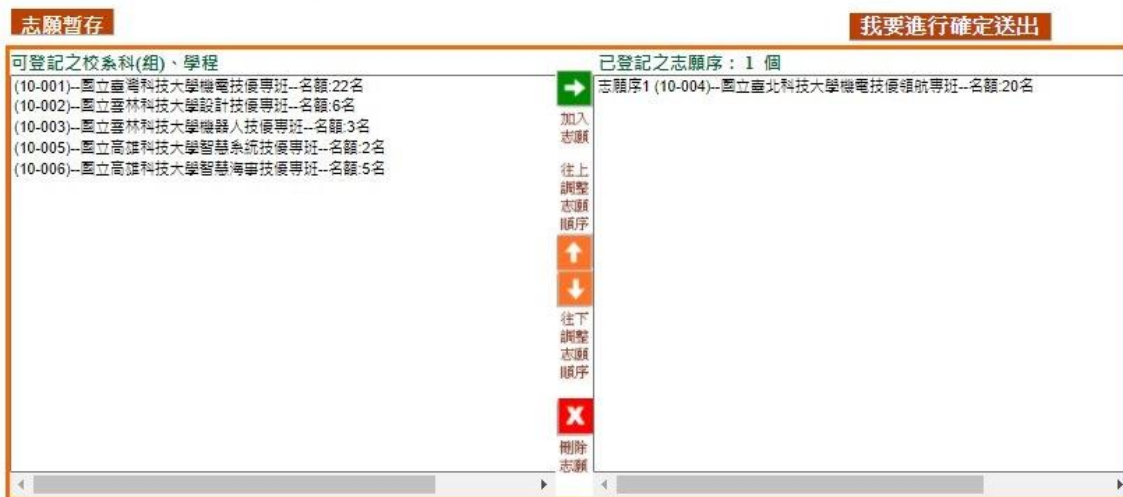 志願暫存
我要進行確定送出
可登記之校系科(組)、學程
(10-001)--國立臺灣科技大學機電技優專班--名額:22名
(10-002)--國立雲林科技大學設計技優專班--名額:6名
(10-003)--國立雲林科技大學機器人技優專班--名額:3名
(10-005)--國立高雄科技大學智慧系統技優專班--名額:2名
(10-006)--國立高雄科技大學智慧海事技優專班--名額:5名
加入
志願
往上
調整
志願
順序
往下
調整
志願
順序
X
刪除
志願
已登記之志願序：1 個
志願序1 (10-004)--國立臺北科技大學機電技優領航專班--名額:20名